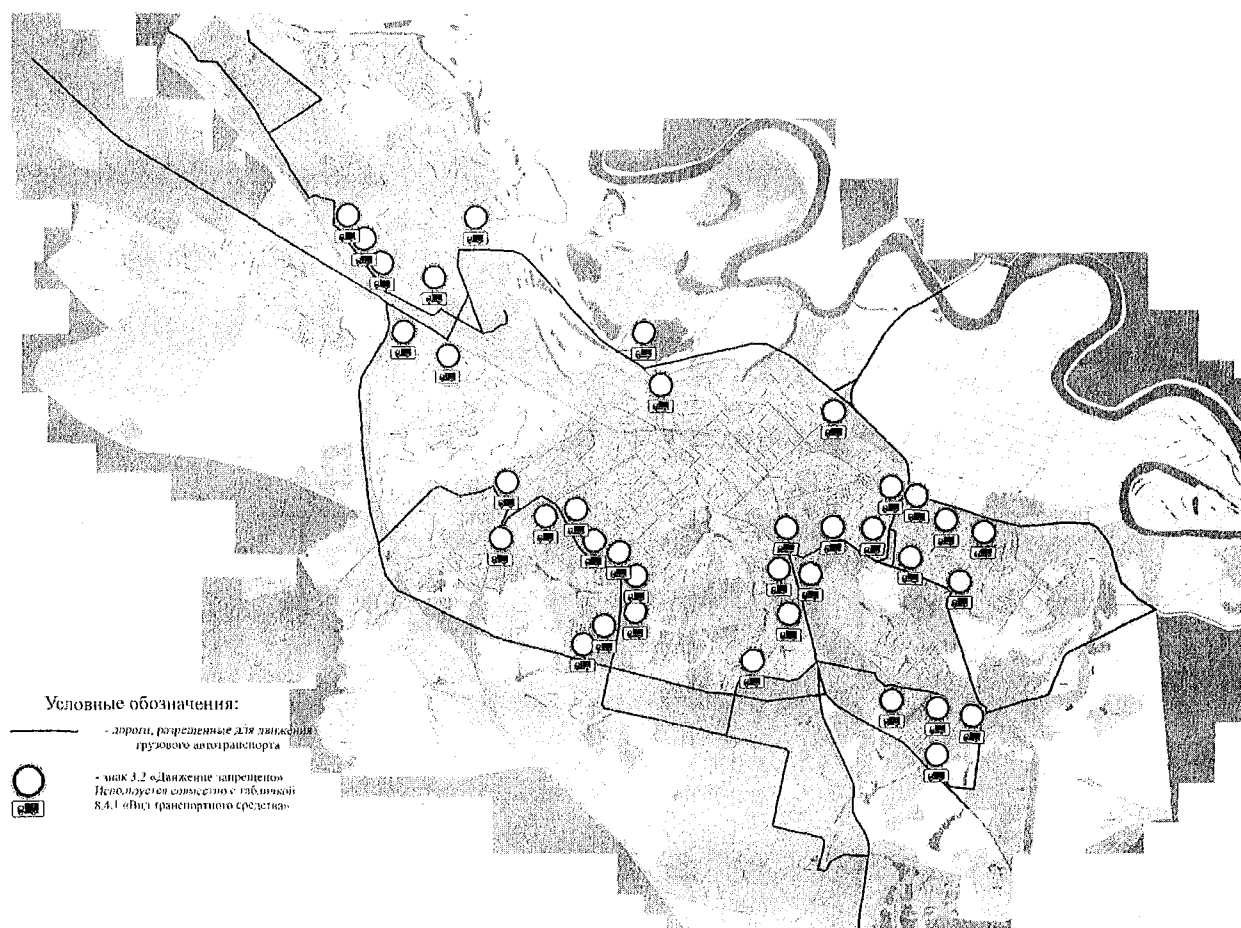 Условные обозначения:
- дороги, разрешенные для движения
грузового автотранспорта
- знак 3.2 «Движение запрещено»
Используется совместно с табличкой
8.4.1 «Вид транспортного средства»